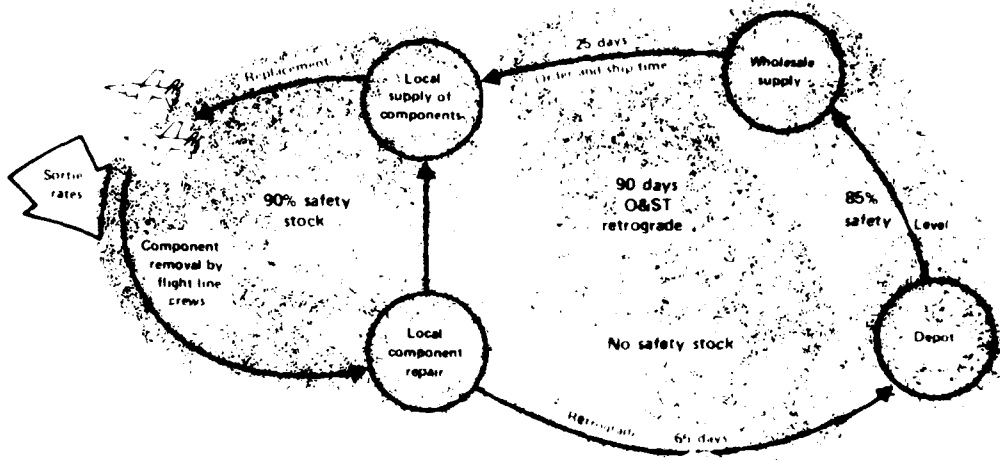 Replacement
Local
supply of
components
25 days
Order and ship time
Wholesale
supply
Sortie
rates
90% safety
stock
90 days
O&ST
retrograde
85%
safety
Level
Component
removal by
flight line
crews
Local
component
repair
No safety stock
Depot
Retrograde
65 days